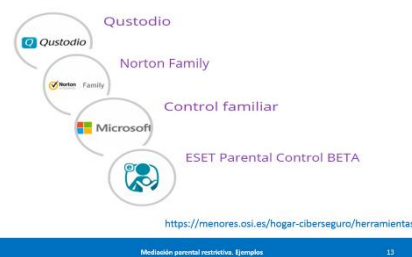 Qustodio
Qustodio
Norton Family
Norton Family
Control familiar
Microsoft
ESET Parental Control BETA
https://menores.osi.es/hogar-ciberseguro/herramientas
Mediación parental restrictiva. Ejemplos
13